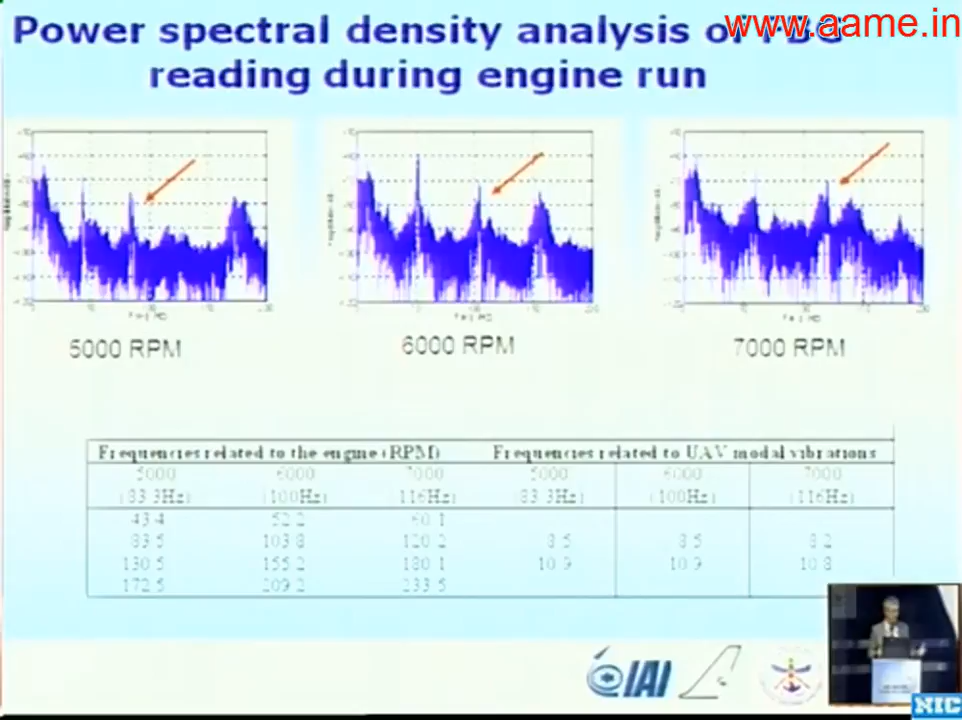 Power spectral density analysis of FBG
www.aame.in
reading during engine run
5000 RPM
6000 RPM
7000 RPM
Frequencies related to the engine (RPM) Frequencies related to UAV modal vibrations
5000 6000 7000 5000 6000 7000
(83.3Hz) (100Hz) (116Hz) (83.3Hz) (100Hz) (116Hz)
43.4 52.2 60.1
83.5 103.8 120.2 8.5 8.5 8.2
130.5 155.2 180.1 10.9 10.9 10.8
172.5 209.2 233.5
IAI
NIC